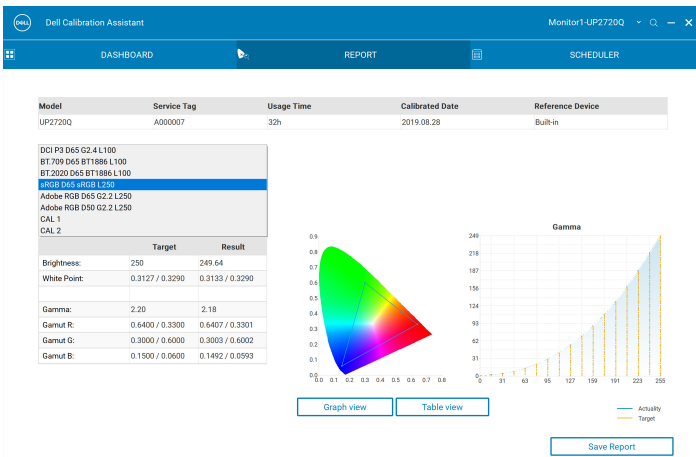 DELL Dell Calibration Assistant Monitor1-UP2720Q
DASHBOARD REPORT SCHEDULER
Model Service Tag Usage Time Calibrated Date Reference Device
UP2720Q A000007 32h 2019.08.28 Built-in
DCI P3 D65 G2.4 L100
BT.709 D65 BT1886 L100
BT.2020 D65 BT1886 L100
sRGB D65 sRGB L250
Adobe RGB D65 G2.2 L250
Adobe RGB D50 G2.2 L250
CAL 1
CAL 2
Target Result
Brightness: 250 249.64
White Point: 0.3127 / 0.3290 0.3133 / 0.3290
Gamma: 2.20 2.18
Gamut R: 0.6400 / 0.3300 0.6407 / 0.3301
Gamut G: 0.3000 / 0.6000 0.3003 / 0.6002
Gamut B: 0.1500 / 0.0600 0.1492 / 0.0593
0.9
0.8
0.7
0.6
0.5
0.4
0.3
0.2
0.1
0.0
0.0 0.1 0.2 0.3 0.4 0.5 0.6 0.7 0.8
Gamma
249
218
187
156
124
93
62
31
0
0 31 63 95 127 159 191 223 255
Graph view Table view
Actuality
Target
Save Report